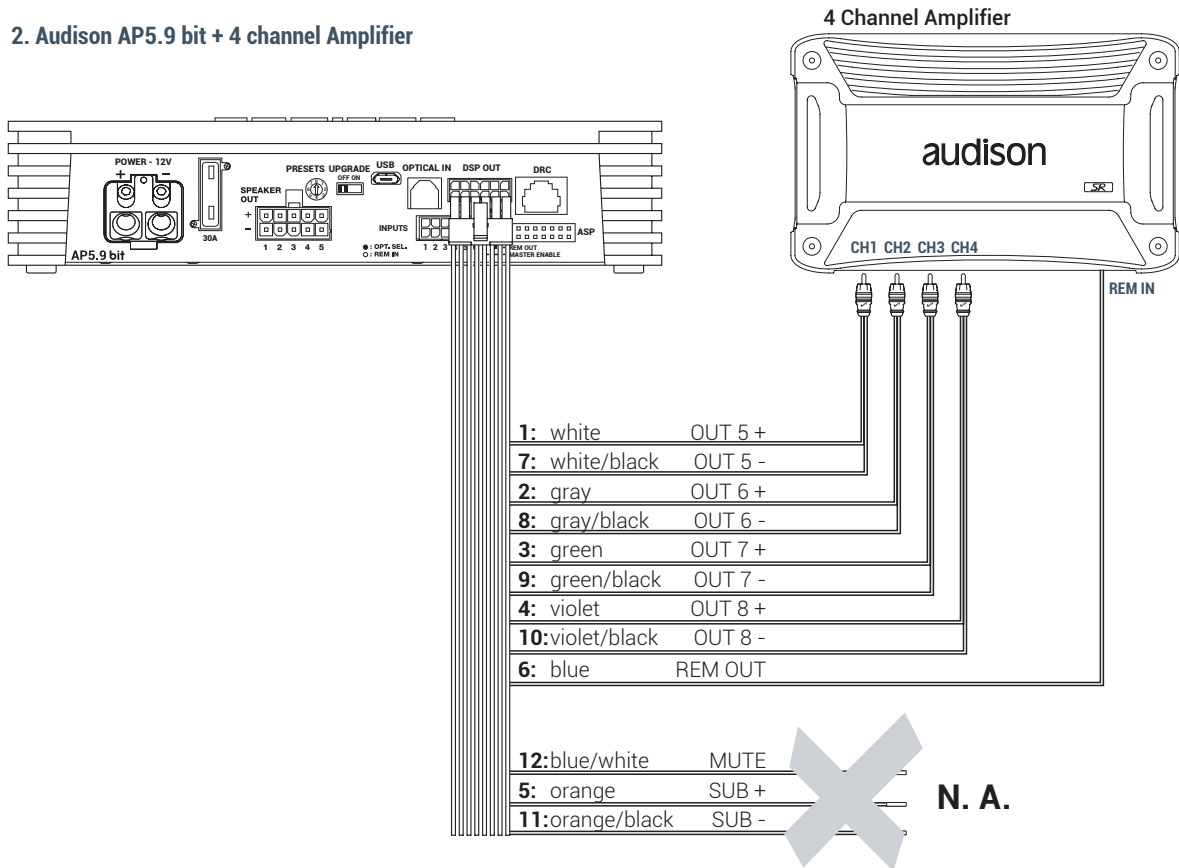 4 Channel Amplifier
2. Audison AP5.9 bit + 4 channel Amplifier
POWER - 12V
+ -
30A
PRESETS UPGRADE USB OPTICAL IN DSP OUT DRC
OFF ON
SPEAKER
OUT
+
-
1 2 3 4 5
INPUTS
1 2 3
ASP
● : OPT. SEL.
○ : REM IN
REM OUT
MASTER ENABLE
AP5.9 bit
audison
SR
CH1 CH2 CH3 CH4
REM IN
1: white OUT 5 +
7: white/black OUT 5 -
2: gray OUT 6 +
8: gray/black OUT 6 -
3: green OUT 7 +
9: green/black OUT 7 -
4: violet OUT 8 +
10: violet/black OUT 8 -
6: blue REM OUT
12: blue/white MUTE
5: orange SUB +
11: orange/black SUB -
N. A.